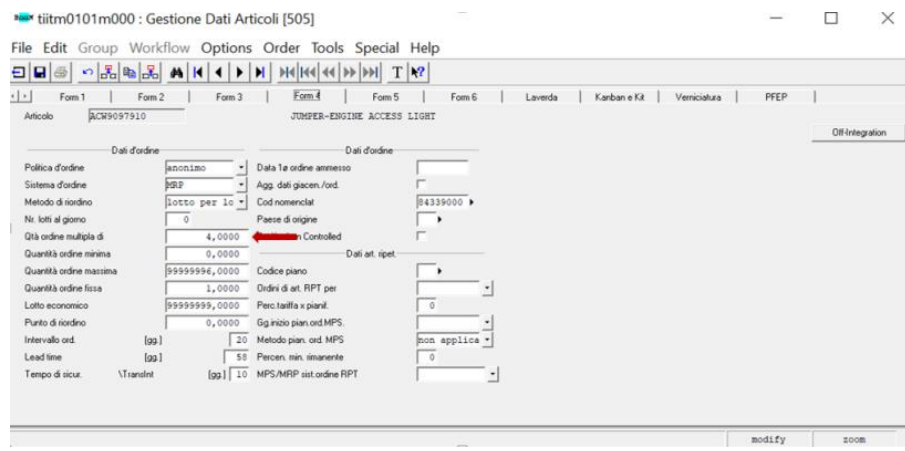 tiitm0101m000 : Gestione Dati Articoli [505]
File Edit Group Workflow Options Order Tools Special Help
Form 1 | Form 2 | Form 3 | Form 4 | Form 5 | Form 6 | Laverda | Kanban e Kit | Verniciatura | PFEP
Articolo ACW9097910 JUMPER-ENGINE ACCESS LIGHT
Off-Integration
Dati d'ordine Dati d'ordine
Politica d'ordine anonimo Data 1ø ordine ammesso
Sistema d'ordine MRP Agg. dati giacen./ord.
Metodo di riordino lotto per lo Cod nomenclat 84339000
Nr. lotti al giorno 0 Paese di origine
Qtà ordine multipla di 4,0000 n Controlled
Quantità ordine minima 0,0000 Dati art. ripet.
Quantità ordine massima 99999996,0000 Codice piano
Quantità ordine fissa 1,0000 Ordini di art. RPT per
Lotto economico 99999999,0000 Perc.tariffa x pianif. 0
Punto di riordino 0,0000 Gg.inizio pian.ord.MPS.
Intervallo ord. [gg.] 20 Metodo pian. ord. MPS non applica
Lead time [gg.] 58 Percen. min. rimanente 0
Tempo di sicur. \TransInt [gg.] 10 MPS/MRP sist.ordine RPT
modify zoom